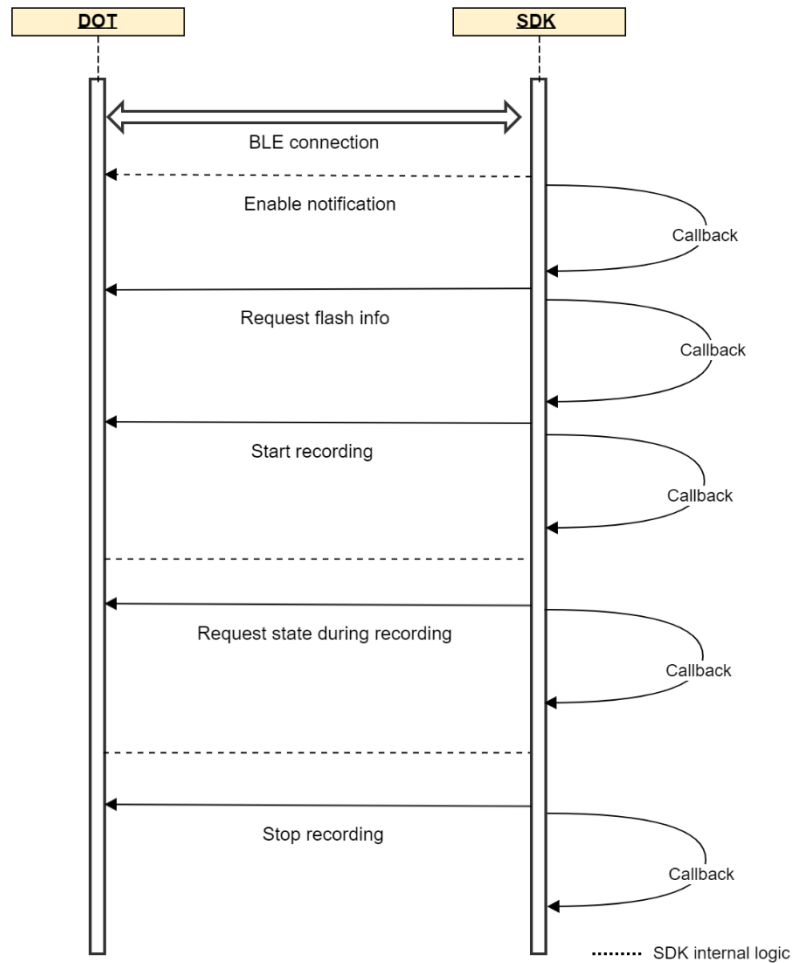 DOT
SDK
BLE connection
Enable notification
Callback
Request flash info
Callback
Start recording
Callback
Request state during recording
Callback
Stop recording
Callback
SDK internal logic